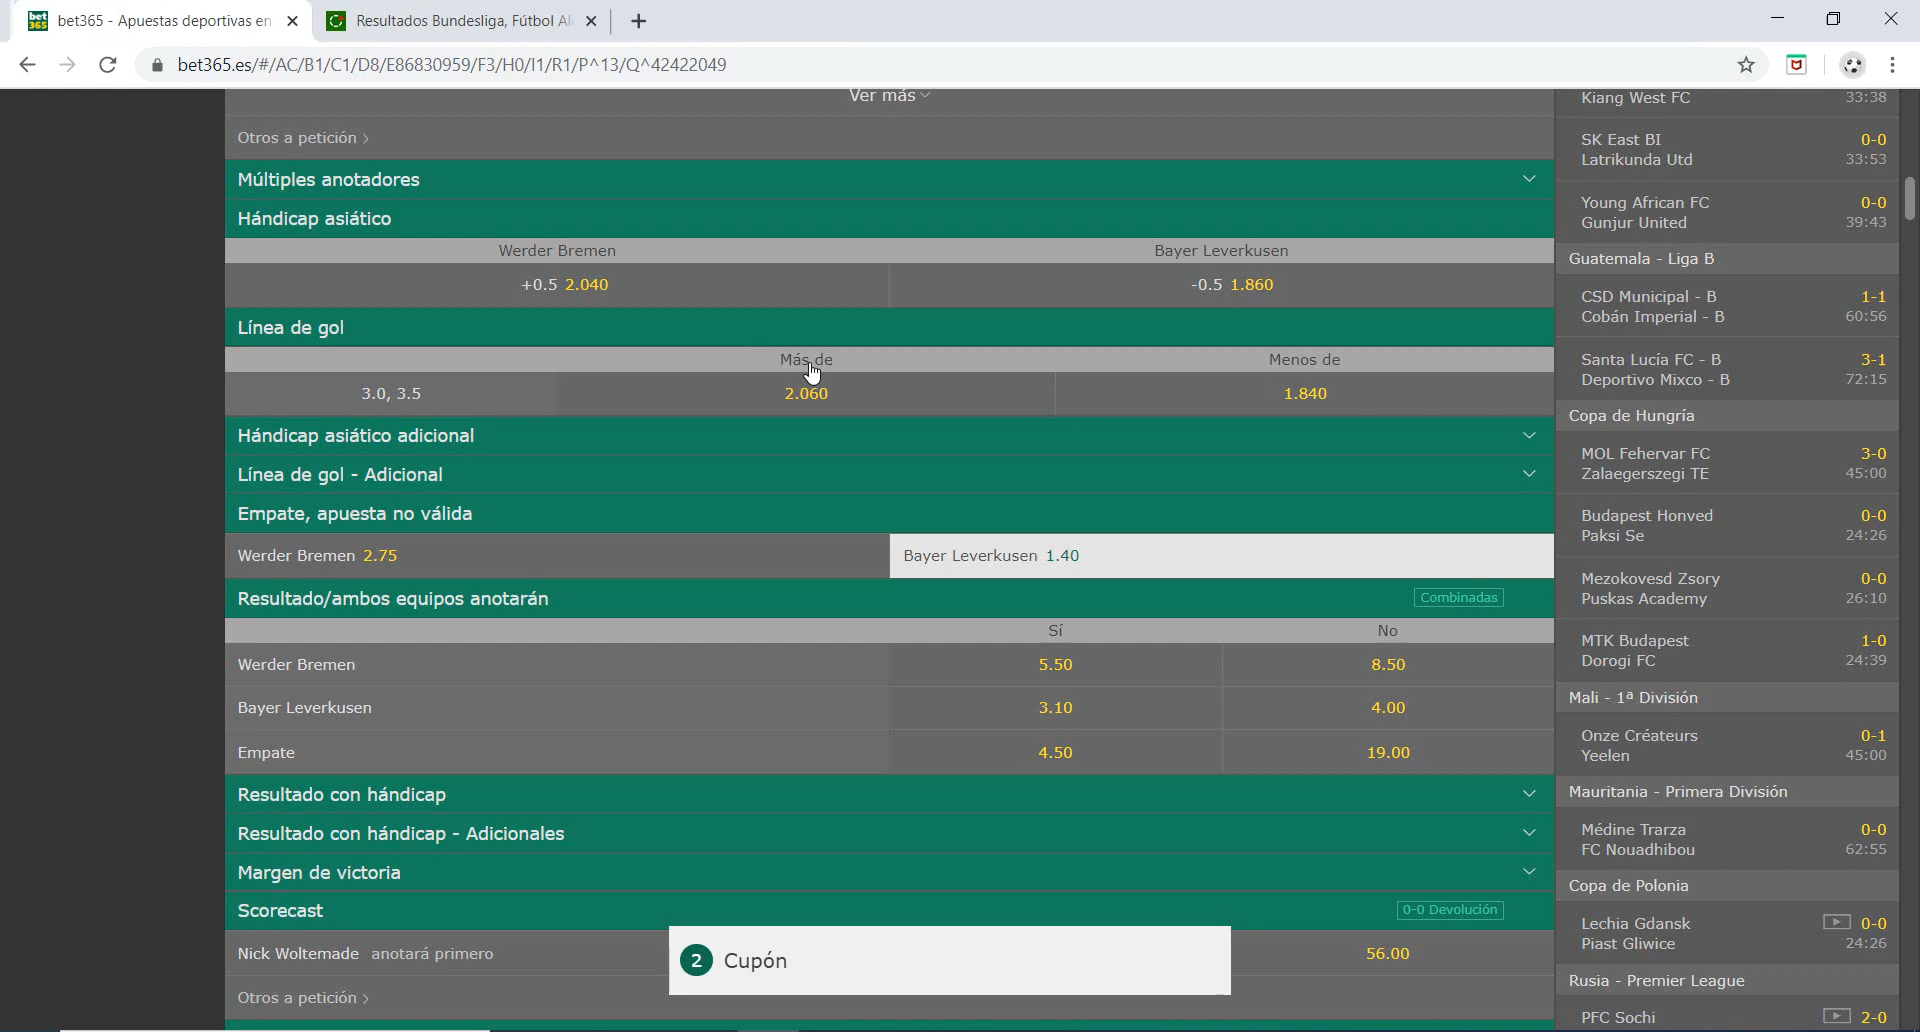 bet365 - Apuestas deportivas en
Resultados Bundesliga, Fútbol Al
bet365.es/#/AC/B1/C1/D8/E86830959/F3/H0/I1/R1/P^13/Q^42422049
Ver más
Otros a petición
Múltiples anotadores
Hándicap asiático
Werder Bremen Bayer Leverkusen
+0.5 2.040 -0.5 1.860
Línea de gol
Más de Menos de
3.0, 3.5 2.060 1.840
Hándicap asiático adicional
Línea de gol - Adicional
Empate, apuesta no válida
Werder Bremen 2.75 Bayer Leverkusen 1.40
Resultado/ambos equipos anotarán Combinadas
Sí No
Werder Bremen 5.50 8.50
Bayer Leverkusen 3.10 4.00
Empate 4.50 19.00
Resultado con hándicap
Resultado con hándicap - Adicionales
Margen de victoria
Scorecast 0-0 Devolución
Nick Woltemade anotará primero 56.00
Otros a petición
2 Cupón
Kiang West FC 33:38
SK East BI 0-0
Latrikunda Utd 33:53
Young African FC 0-0
Gunjur United 39:43
Guatemala - Liga B
CSD Municipal - B 1-1
Cobán Imperial - B 60:56
Santa Lucía FC - B 3-1
Deportivo Mixco - B 72:15
Copa de Hungría
MOL Fehervar FC 3-0
Zalaegerszegi TE 45:00
Budapest Honved 0-0
Paksi Se 24:26
Mezokovesd Zsory 0-0
Puskas Academy 26:10
MTK Budapest 1-0
Dorogi FC 24:39
Mali - 1ª División
Onze Créateurs 0-1
Yeelen 45:00
Mauritania - Primera División
Médine Trarza 0-0
FC Nouadhibou 62:55
Copa de Polonia
Lechia Gdansk 0-0
Piast Gliwice 24:26
Rusia - Premier League
PFC Sochi 2-0